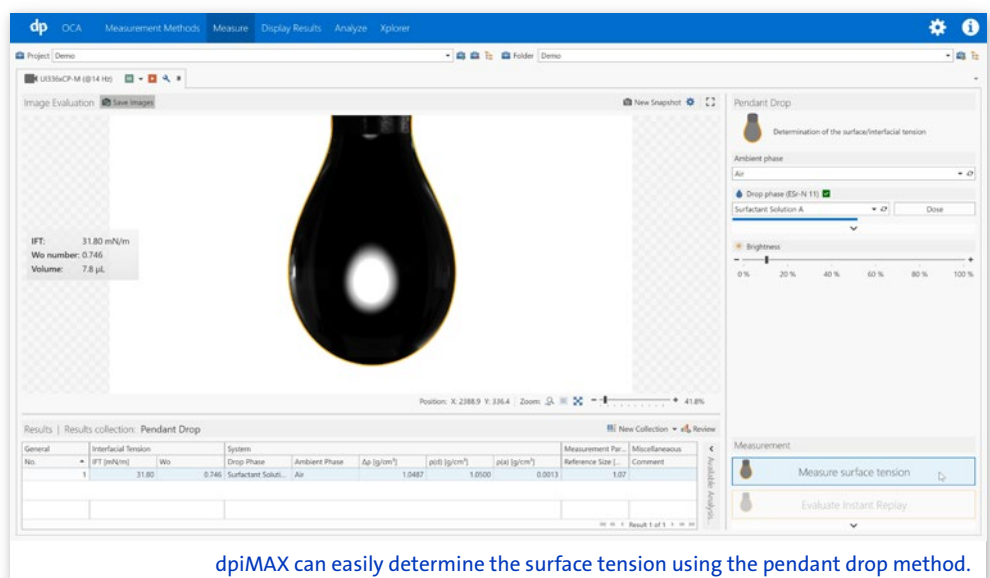 dp OCA Measurement Methods Measure Display Results Analyze Xplorer
Project Demo Folder Demo
UI336xCP-M (@14 Hz)
Image Evaluation Save Images New Snapshot
Pendant Drop
Determination of the surface/interfacial tension
Ambient phase
Air
Drop phase (ESr-N 11)
Surfactant Solution A Dose
Brightness
0 % 20 % 40 % 60 % 80 % 100 %
IFT: 31.80 mN/m
Wo number: 0.746
Volume: 7.8 µL
Position: X: 2388.9 Y: 336.4 Zoom: 41.8%
Results | Results collection: Pendant Drop New Collection Review
General Interfacial Tension System Measurement Par... Miscellaneous
No. IFT [mN/m] Wo Drop Phase Ambient Phase Δρ [g/cm³] ρ(d) [g/cm³] ρ(a) [g/cm³] Reference Size [... Comment
1 31.80 0.746 Surfactant Soluti... Air 1.0487 1.0500 0.0013 1.07
Available Analysis...
Result 1 of 1
Measurement
Measure surface tension
Evaluate Instant Replay
dpiMAX can easily determine the surface tension using the pendant drop method.